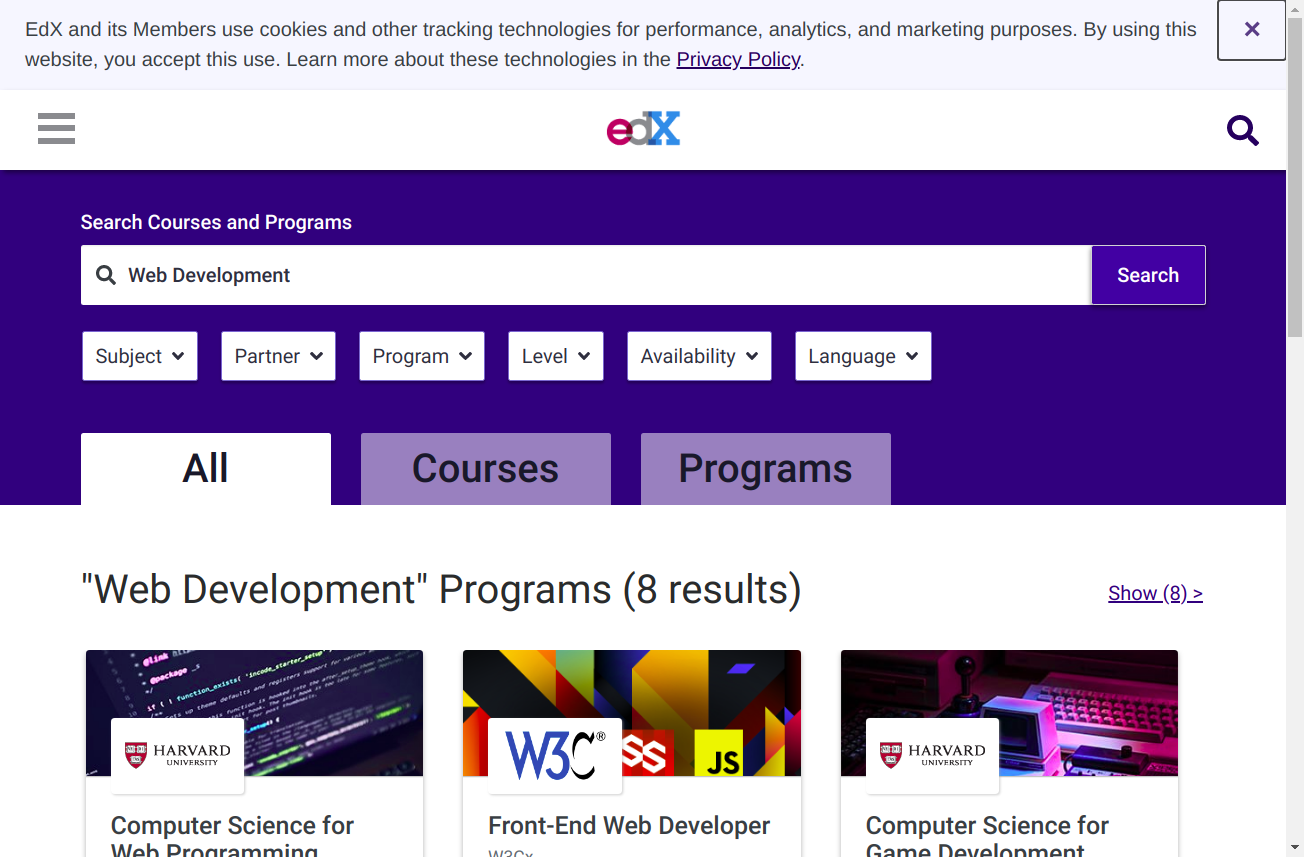 EdX and its Members use cookies and other tracking technologies for performance, analytics, and marketing purposes. By using this
website, you accept this use. Learn more about these technologies in the Privacy Policy.
×
edX
Search Courses and Programs
Web Development
Search
Subject
Partner
Program
Level
Availability
Language
All
Courses
Programs
"Web Development" Programs (8 results)
Show (8) >
HARVARD
UNIVERSITY
W3C®
SS
JS
HARVARD
UNIVERSITY
Computer Science for
Web Programming
Front-End Web Developer
W3Cx
Computer Science for
Game Development